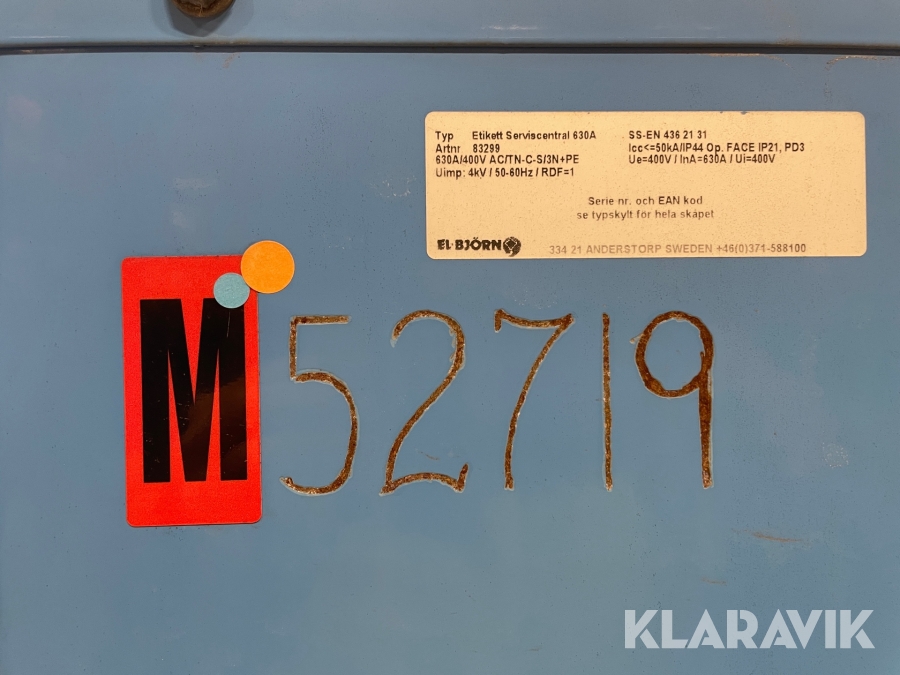 Typ Etikett Serviscentral 630A SS-EN 436 21 31
Artnr 83299 Icc<=50kA/IP44 Op. FACE IP21, PD3
630A/400V AC/TN-C-S/3N+PE Ue=400V / InA=630A / Ui=400V
Uimp: 4kV / 50-60Hz / RDF=1
Serie nr. och EAN kod
se typskylt för hela skåpet
EL·BJÖRN 334 21 ANDERSTORP SWEDEN +46(0)371-588100
M 52719
KLARAVIK